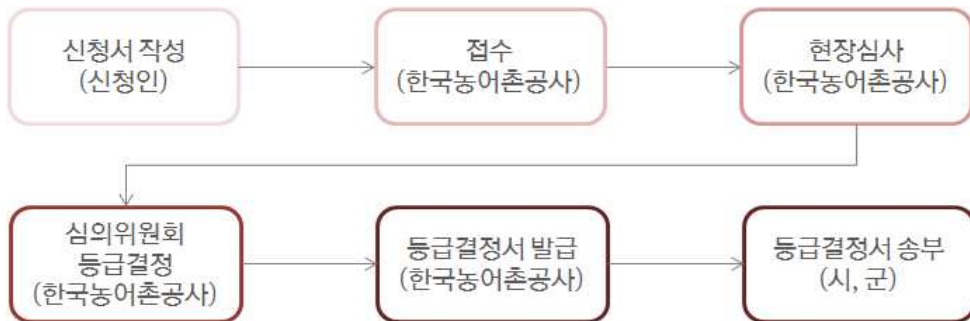 신청서 작성
(신청인)
접수
(한국농어촌공사)
현장심사
(한국농어촌공사)
심의위원회
등급결정
(한국농어촌공사)
등급결정서 발급
(한국농어촌공사)
등급결정서 송부
(시, 군)